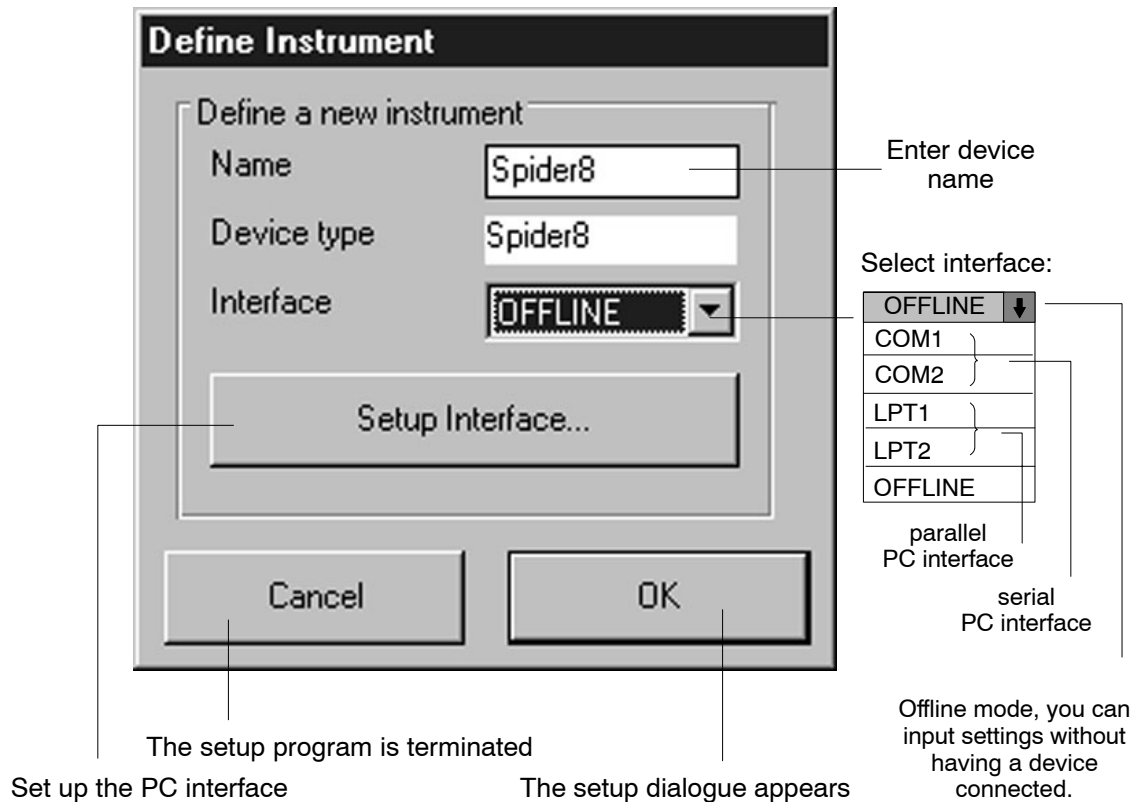 Define Instrument
Define a new instrument
Name
Spider8
Enter device
name
Device type
Spider8
Interface
OFFLINE
Select interface:
OFFLINE
COM1
COM2
LPT1
LPT2
OFFLINE
Setup Interface...
parallel
PC interface
serial
PC interface
Cancel
OK
Offline mode, you can
input settings without
having a device
connected.
The setup program is terminated
Set up the PC interface
The setup dialogue appears